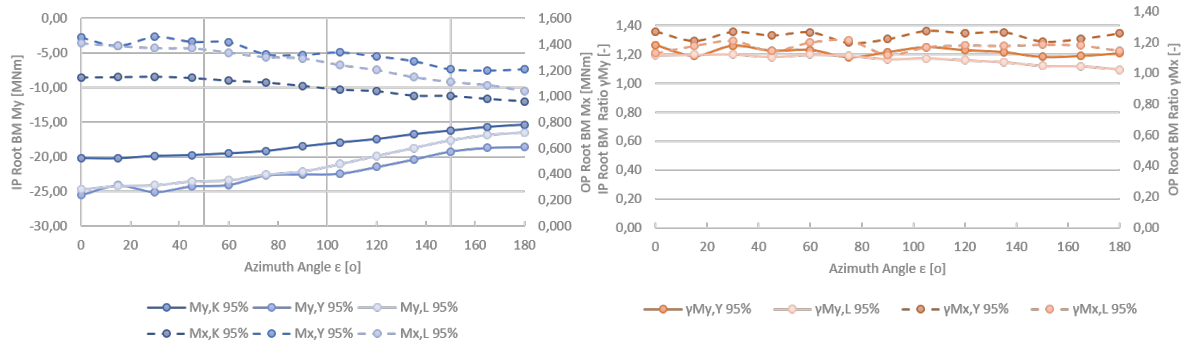 0,00
-5,00
-10,00
-15,00
-20,00
-25,00
-30,00
IP Root BM My [MNm]
0 20 40 60 80 100 120 140 160 180
Azimuth Angle ε [o]
1,600
1,400
1,200
1,000
0,800
0,600
0,400
0,200
0,000
OP Root BM Mx [MNm]
My,K 95% My,Y 95% My,L 95%
Mx,K 95% Mx,Y 95% Mx,L 95%
1,40
1,20
1,00
0,80
0,60
0,40
0,20
0,00
IP Root BM Ratio γMy [-]
0 20 40 60 80 100 120 140 160 180
Azimuth Angle ε [o]
1,40
1,20
1,00
0,80
0,60
0,40
0,20
0,00
OP Root BM Ratio γMx [-]
γMy,Y 95% γMy,L 95% γMx,Y 95% γMx,L 95%